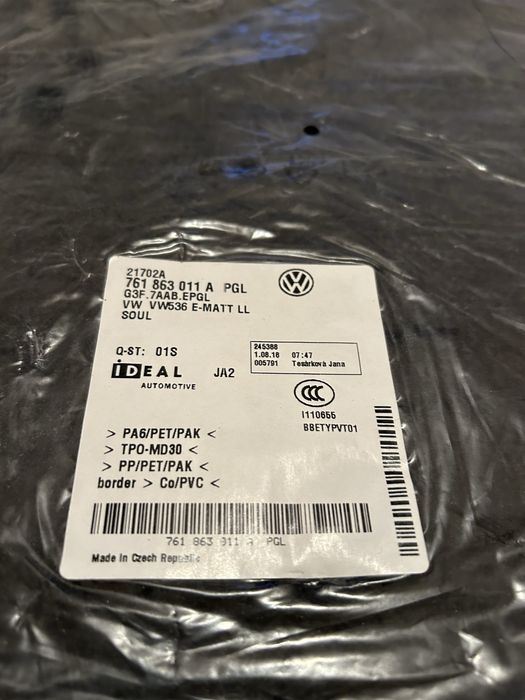 21702A
761 863 011 A PGL
G3F.7AAB.EPGL
VW VW536 E-MATT LL
SOUL
Q-ST: 01S
iDEAL
AUTOMOTIVE
JA2
245388
1.08.18 07:47
005791 Tesárková Jana
CCC
I110655
BBETYPVT01
> PA6/PET/PAK <
> TPO-MD30 <
> PP/PET/PAK <
border > Co/PVC <
761 863 011 A PGL
Made In Czech Republic